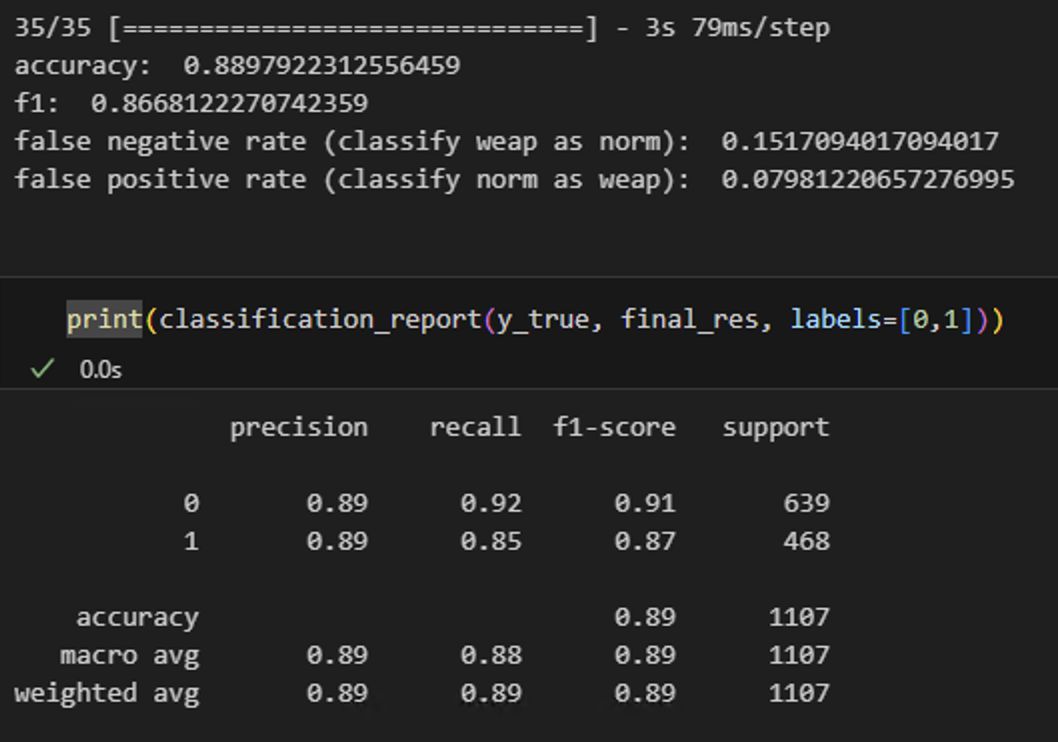 35/35 [==============================] - 3s 79ms/step
accuracy:  0.8897922312556459
f1:  0.8668122270742359
false negative rate (classify weap as norm):  0.1517094017094017
false positive rate (classify norm as weap):  0.07981220657276995
print(classification_report(y_true, final_res, labels=[0,1]))
✓ 0.0s
precision    recall  f1-score   support
0       0.89      0.92      0.91       639
1       0.89      0.85      0.87       468
accuracy                           0.89      1107
macro avg       0.89      0.88      0.89      1107
weighted avg       0.89      0.89      0.89      1107